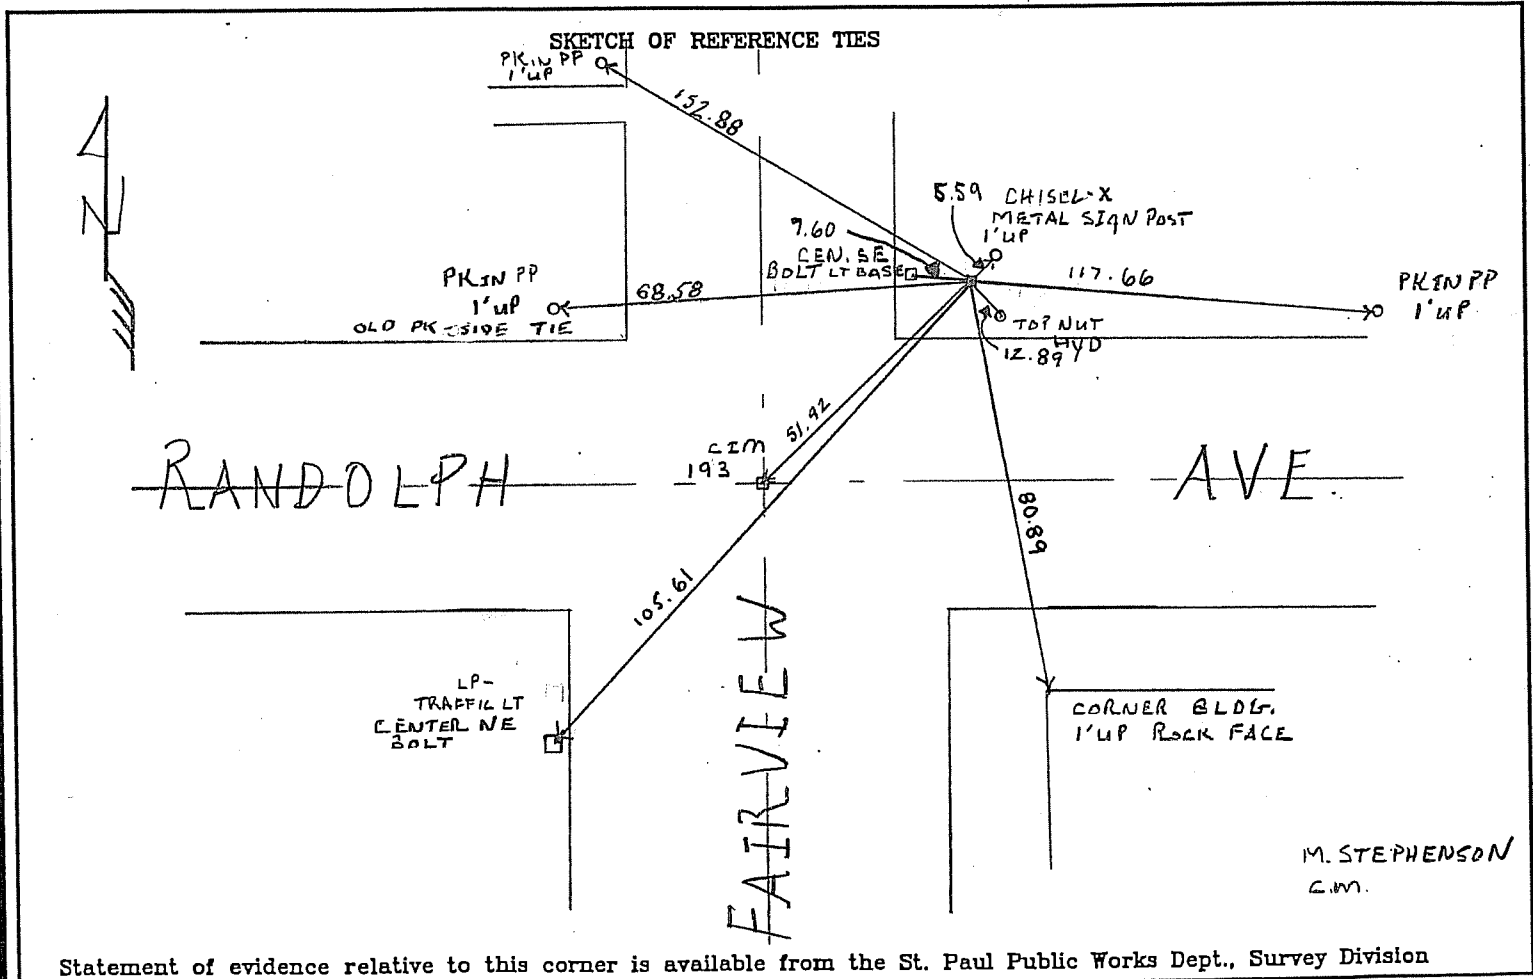 SKETCH OF REFERENCE TIES
PK IN PP
1'UP
152.88
N
5.59 CHISEL-X
METAL SIGN POST
1'UP
7.60
CEN. SE
BOLT LT BASE
PK IN PP
1'UP
OLD PK-SIDE TIE
68.58
117.66
PK IN PP
1'UP
TOP NUT
HYD
12.89
51.92
CIM
193
RANDOLPH AVE.
80.89
105.61
FAIRVIEW
LP-
TRAFFIC LT
CENTER NE
BOLT
CORNER BLDG.
1'UP ROCK FACE
M. STEPHENSON
C.M.
Statement of evidence relative to this corner is available from the St. Paul Public Works Dept., Survey Division